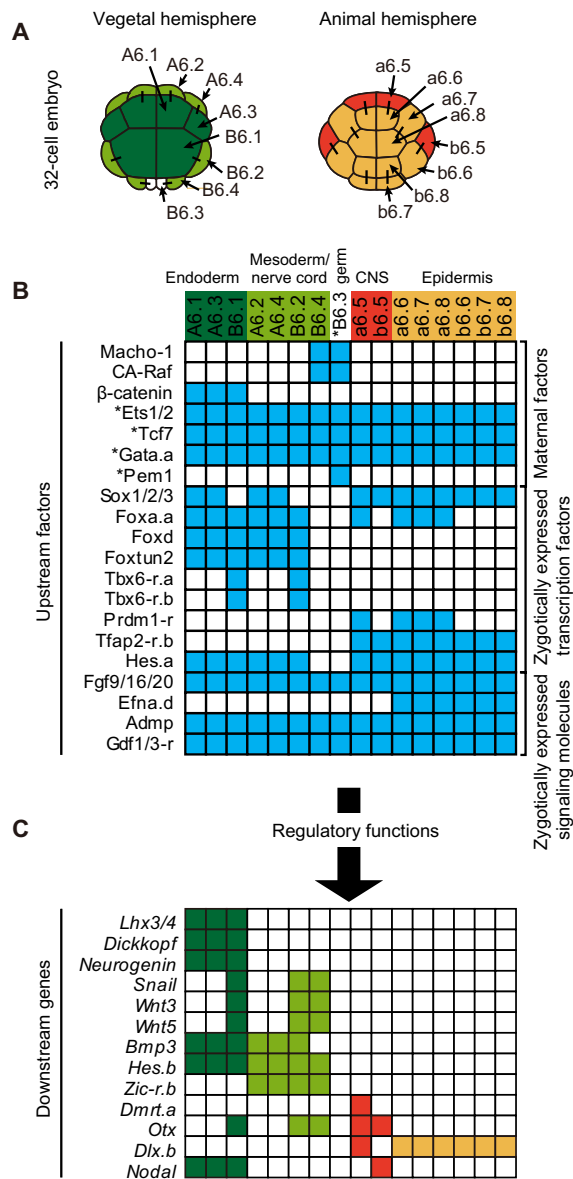 A
Vegetal hemisphere
Animal hemisphere
32-cell embryo
A6.1
A6.2
A6.4
A6.3
B6.1
B6.2
B6.4
B6.3
a6.5
a6.6
a6.7
a6.8
b6.5
b6.6
b6.8
b6.7
B
Endoderm
Mesoderm/
nerve cord
germ
CNS
Epidermis
A6.1
A6.3
B6.1
A6.2
A6.4
B6.2
B6.4
*B6.3
a6.5
b6.5
a6.6
a6.7
a6.8
b6.6
b6.7
b6.8
Upstream factors
Macho-1
CA-Raf
β-catenin
*Ets1/2
*Tcf7
*Gata.a
*Pem1
Sox1/2/3
Foxa.a
Foxd
Foxtun2
Tbx6-r.a
Tbx6-r.b
Prdm1-r
Tfap2-r.b
Hes.a
Fgf9/16/20
Efna.d
Admp
Gdf1/3-r
Maternal factors
Zygotically expressed
transcription factors
Zygotically expressed
signaling molecules
Regulatory functions
C
Downstream genes
Lhx3/4
Dickkopf
Neurogenin
Snail
Wnt3
Wnt5
Bmp3
Hes.b
Zic-r.b
Dmrt.a
Otx
Dlx.b
Nodal